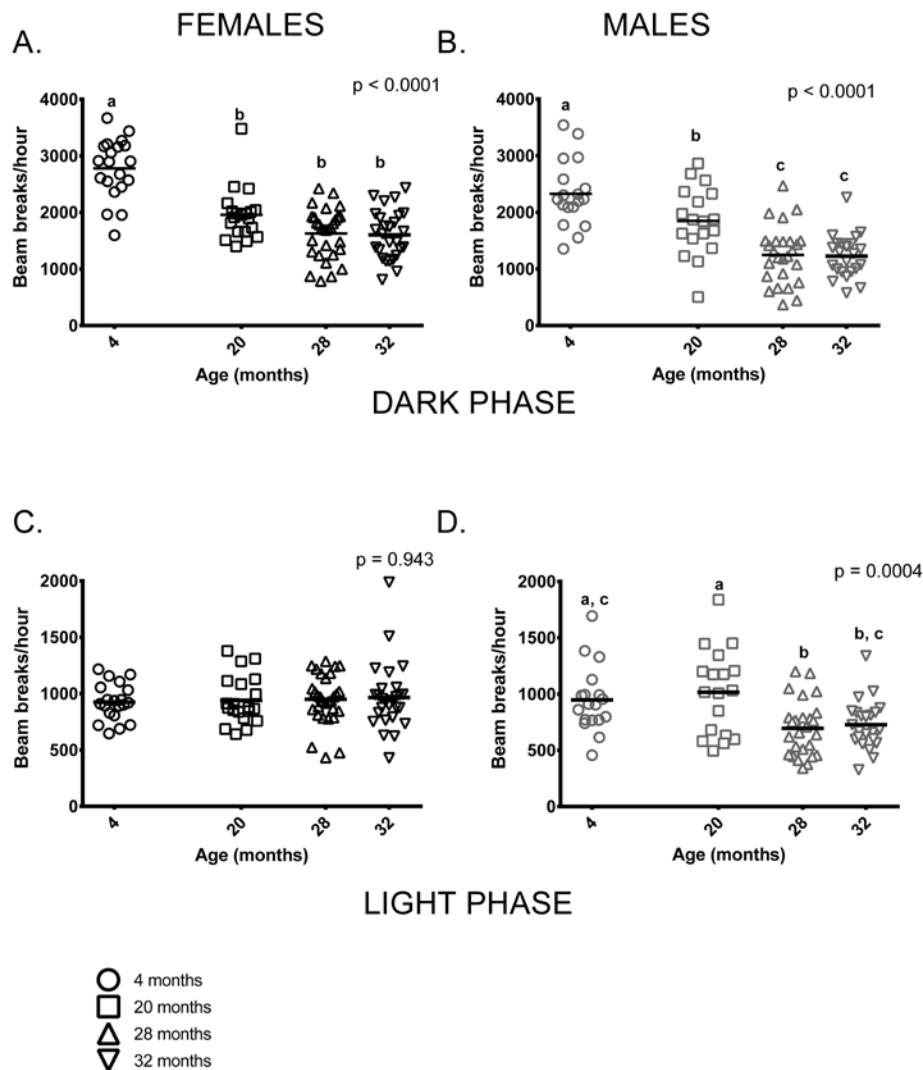 FEMALES
MALES
A.
B.
p < 0.0001
p < 0.0001
Beam breaks/hour
4000
3000
2000
1000
0
a
b
b
b
4
20
28
32
Age (months)
Beam breaks/hour
4000
3000
2000
1000
0
a
b
c
c
4
20
28
32
Age (months)
DARK PHASE
C.
D.
p = 0.943
p = 0.0004
Beam breaks/hour
2000
1500
1000
500
0
4
20
28
32
Age (months)
Beam breaks/hour
2000
1500
1000
500
0
a, c
a
b
b, c
4
20
28
32
Age (months)
LIGHT PHASE
4 months
20 months
28 months
32 months